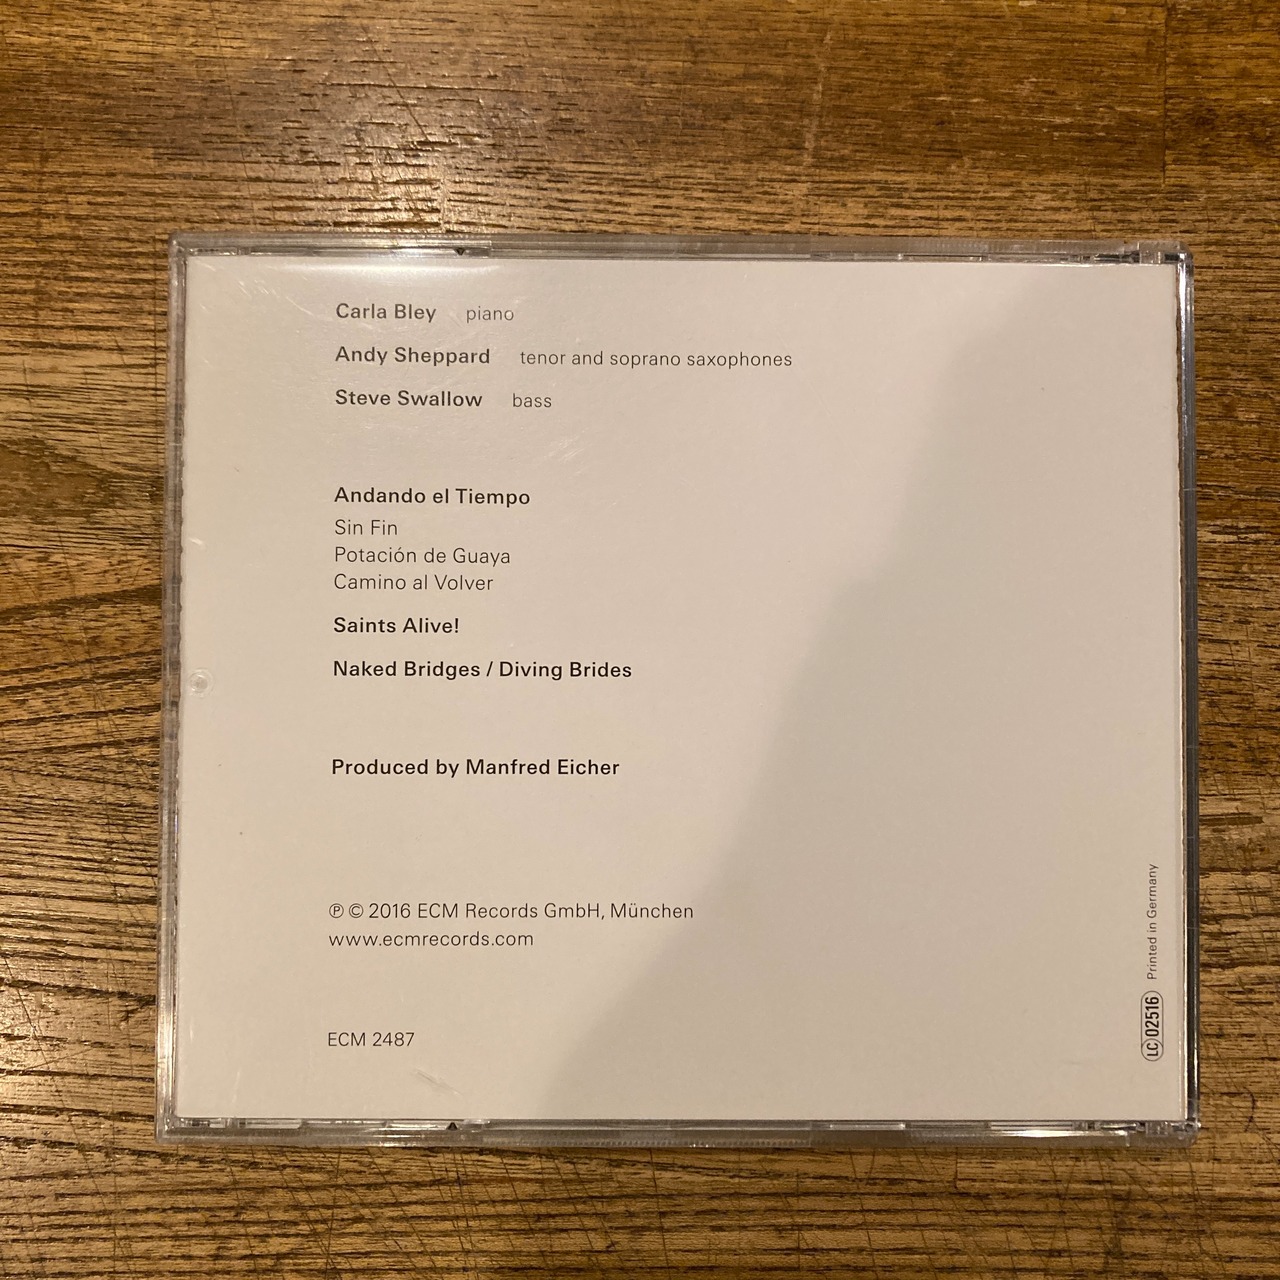 Carla Bley piano
Andy Sheppard tenor and soprano saxophones
Steve Swallow bass
Andando el Tiempo
Sin Fin
Potación de Guaya
Camino al Volver
Saints Alive!
Naked Bridges / Diving Brides
Produced by Manfred Eicher
℗ © 2016 ECM Records GmbH, München
www.ecmrecords.com
ECM 2487
LC 02516 Printed in Germany